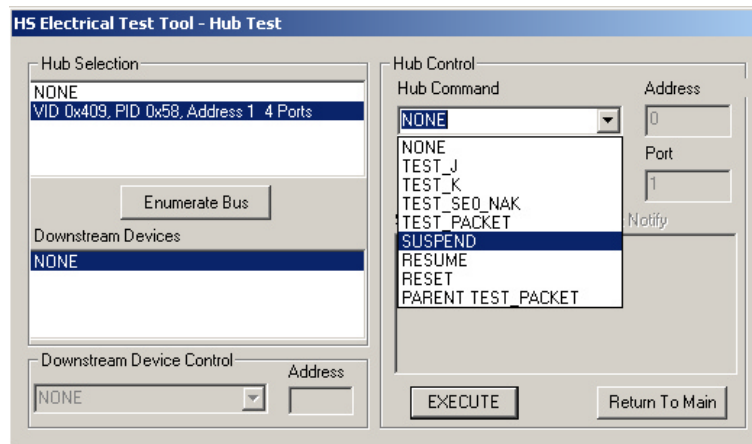 HS Electrical Test Tool - Hub Test
Hub Selection
NONE
VID 0x409, PID 0x58, Address 1 4 Ports
Enumerate Bus
Downstream Devices
NONE
Downstream Device Control
Address
NONE
Hub Control
Hub Command
Address
NONE
0
NONE
TEST_J
TEST_K
TEST_SE0_NAK
TEST_PACKET
SUSPEND
RESUME
RESET
PARENT TEST_PACKET
Port
1
Notify
EXECUTE
Return To Main